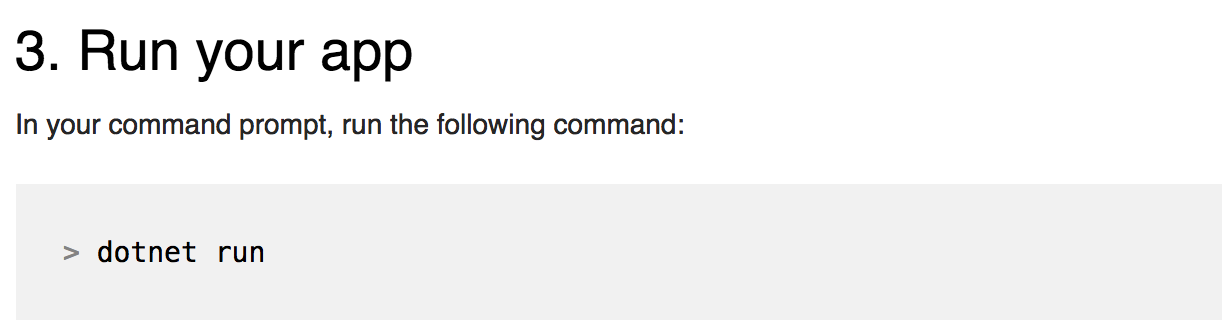 3. Run your app
In your command prompt, run the following command:
> dotnet run